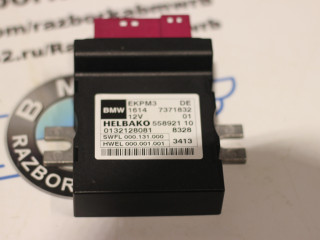 BMW
EKPM3 DE
1614 7371832
12V 01
HELBAKO 558921 10
0132128081 8328
SWFL 000.131.000
HWEL 000.001.001 3413